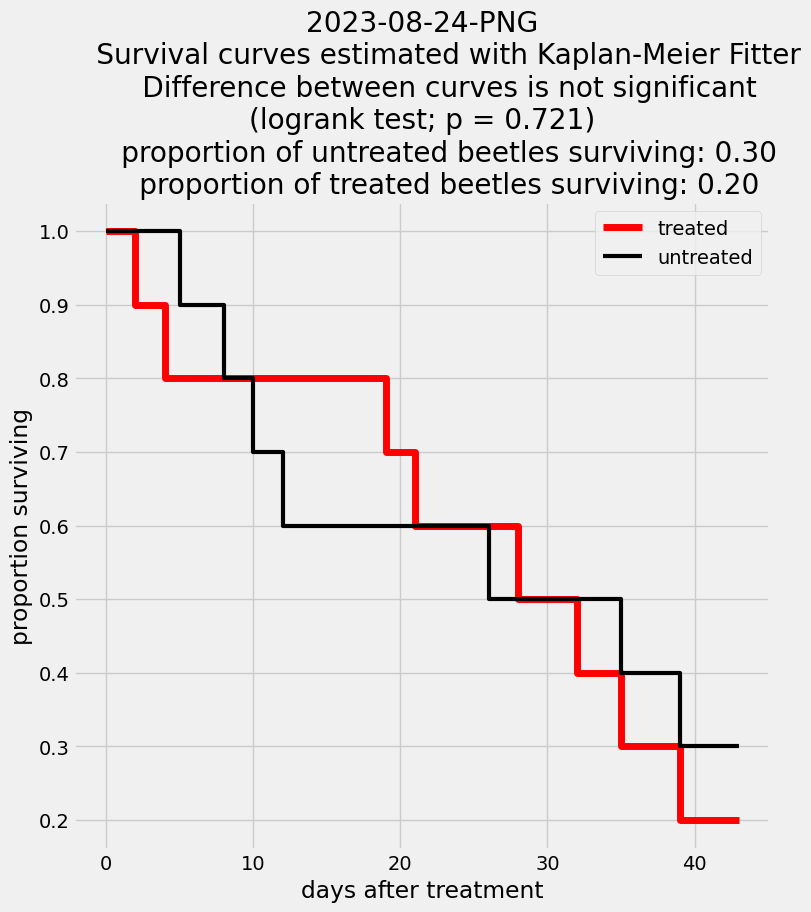 2023-08-24-PNG
Survival curves estimated with Kaplan-Meier Fitter
Difference between curves is not significant
(logrank test; p = 0.721)
proportion of untreated beetles surviving: 0.30
proportion of treated beetles surviving: 0.20
treated
untreated
1.0
0.9
0.8
0.7
0.6
0.5
0.4
0.3
0.2
proportion surviving
0 10 20 30 40
days after treatment